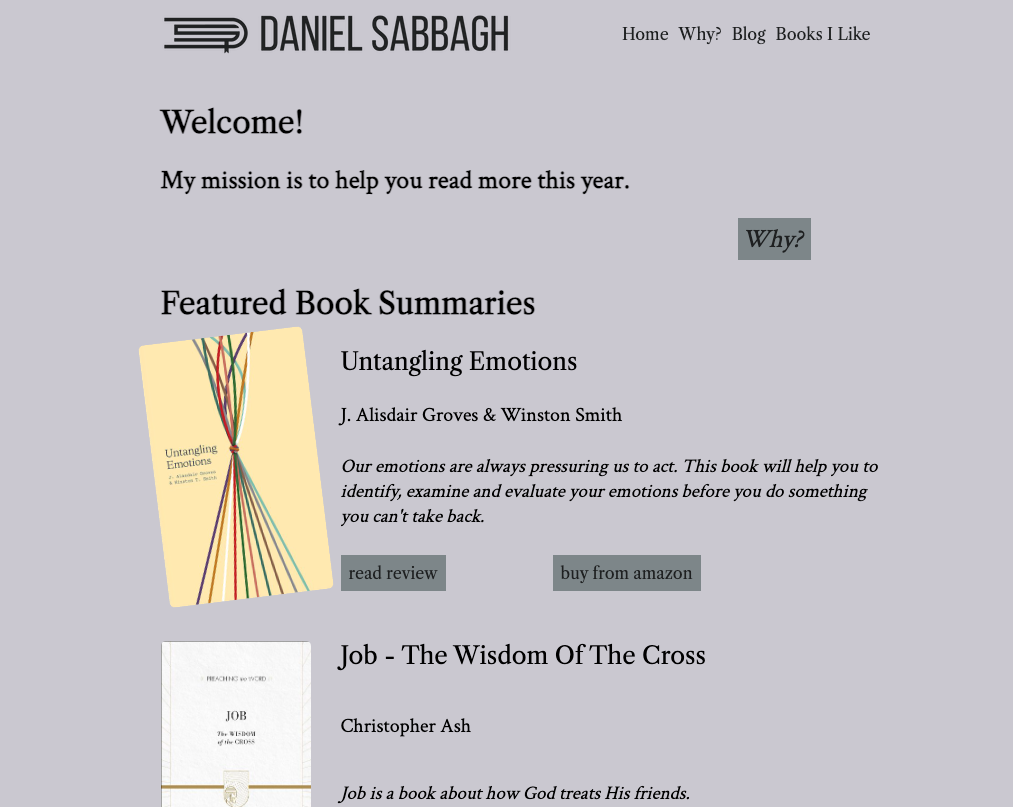 DANIEL SABBAGH
Home Why? Blog Books I Like
Welcome!
My mission is to help you read more this year.
Why?
Featured Book Summaries
Untangling
Emotions
J. Alisdair Groves
& Winston T. Smith
Untangling Emotions
J. Alisdair Groves & Winston Smith
Our emotions are always pressuring us to act. This book will help you to
identify, examine and evaluate your emotions before you do something
you can't take back.
read review
buy from amazon
PREACHING the WORD
JOB
The WISDOM
of the CROSS
Job - The Wisdom Of The Cross
Christopher Ash
Job is a book about how God treats His friends.